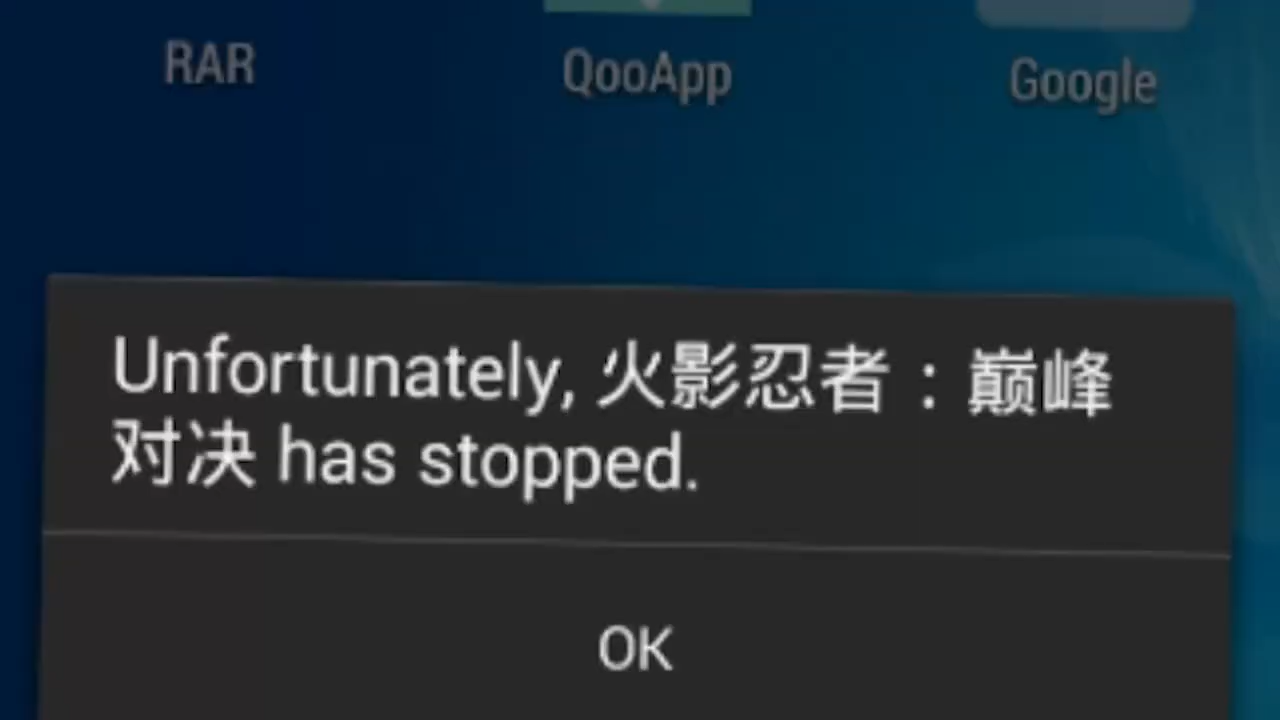 RAR QooApp Google
Unfortunately, 火影忍者：巅峰
对决 has stopped.
OK